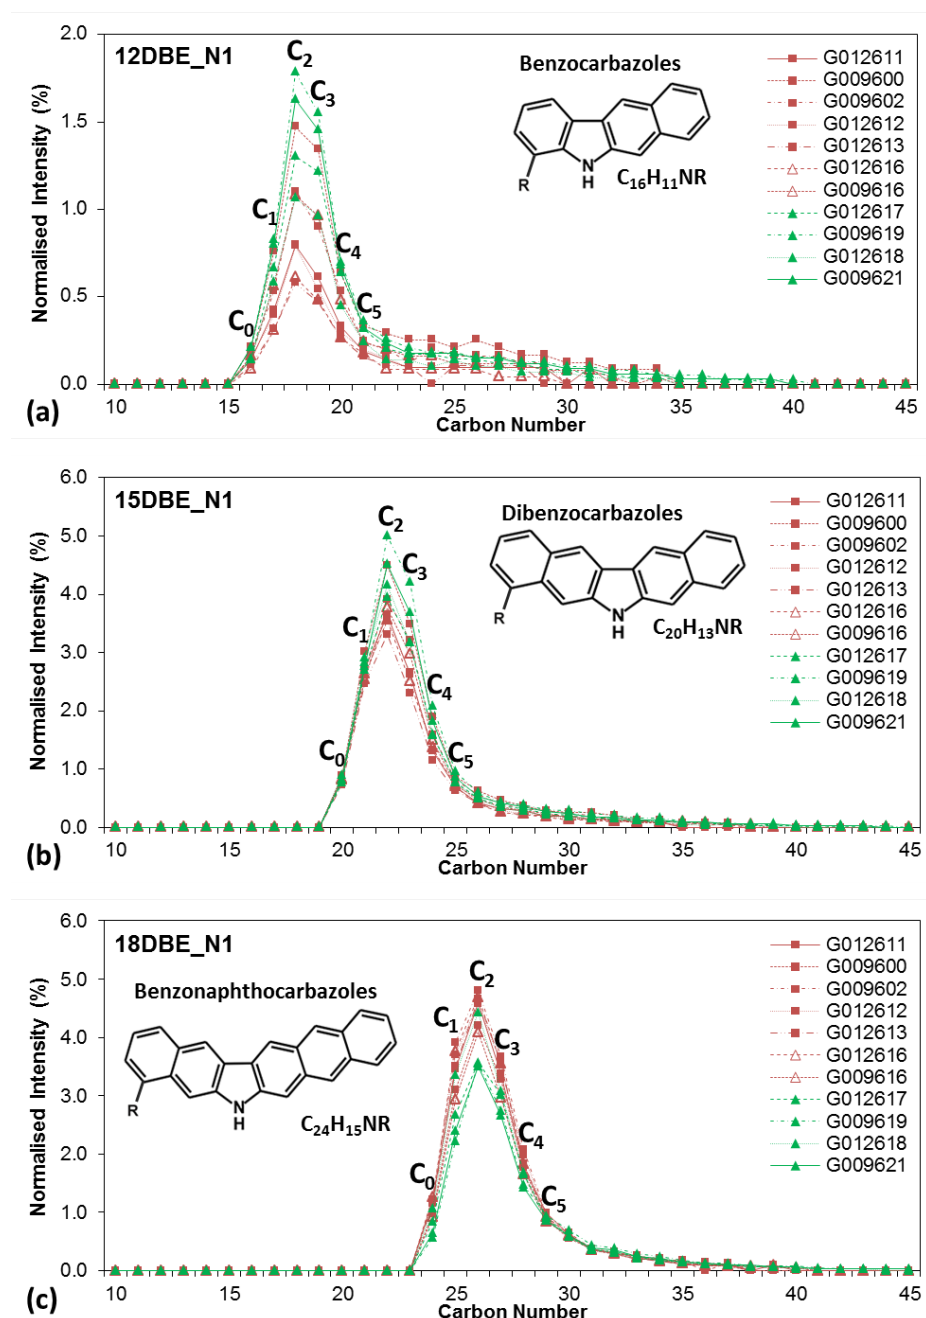 12DBE_N1
Normalised Intensity (%)
2.0
1.5
1.0
0.5
0.0
C0
C1
C2
C3
C4
C5
Benzocarbazoles
R
N
H
C16H11NR
G012611
G009600
G009602
G012612
G012613
G012616
G009616
G012617
G009619
G012618
G009621
10 15 20 25 30 35 40 45
Carbon Number
(a)
15DBE_N1
Normalised Intensity (%)
6.0
5.0
4.0
3.0
2.0
1.0
0.0
C0
C1
C2
C3
C4
C5
Dibenzocarbazoles
R
N
H
C20H13NR
G012611
G009600
G009602
G012612
G012613
G012616
G009616
G012617
G009619
G012618
G009621
10 15 20 25 30 35 40 45
Carbon Number
(b)
18DBE_N1
Normalised Intensity (%)
6.0
5.0
4.0
3.0
2.0
1.0
0.0
Benzonaphthocarbazoles
R
N
H
C24H15NR
C0
C1
C2
C3
C4
C5
G012611
G009600
G009602
G012612
G012613
G012616
G009616
G012617
G009619
G012618
G009621
10 15 20 25 30 35 40 45
Carbon Number
(c)